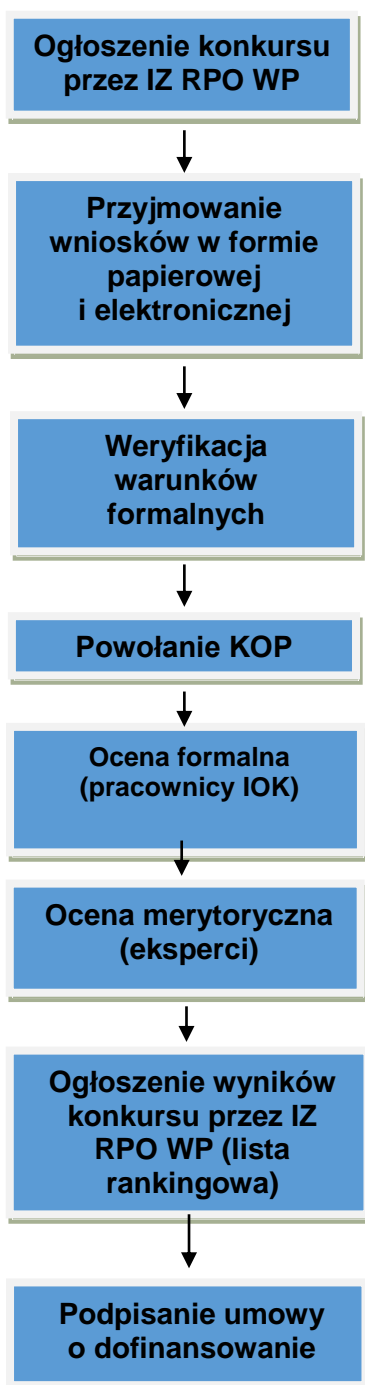 Ogłoszenie konkursu
przez IZ RPO WP
Przyjmowanie
wniosków w formie
papierowej
i elektronicznej
Weryfikacja
warunków
formalnych
Powołanie KOP
Ocena formalna
(pracownicy IOK)
Ocena merytoryczna
(eksperci)
Ogłoszenie wyników
konkursu przez IZ
RPO WP (lista
rankingowa)
Podpisanie umowy
o dofinansowanie